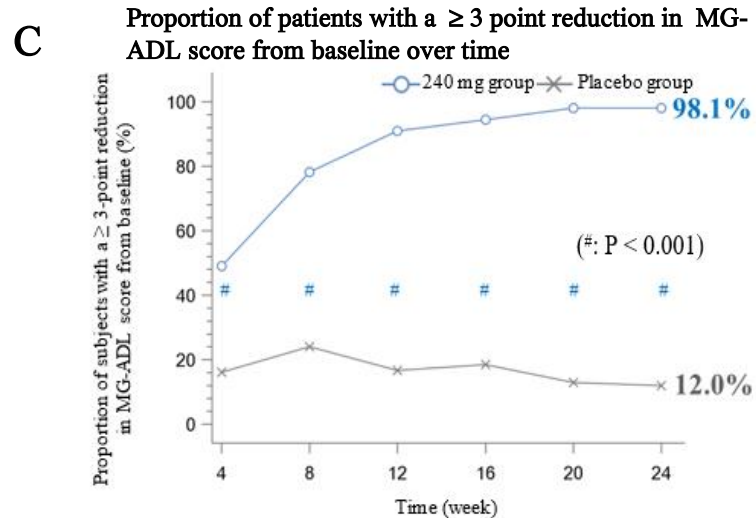 C
Proportion of patients with a ≥ 3 point reduction in MG-
ADL score from baseline over time
240 mg group
Placebo group
Proportion of subjects with a ≥ 3-point reduction
in MG-ADL score from baseline (%)
100
80
60
40
20
0
98.1%
(#: P < 0.001)
# # # # # #
12.0%
4 8 12 16 20 24
Time (week)